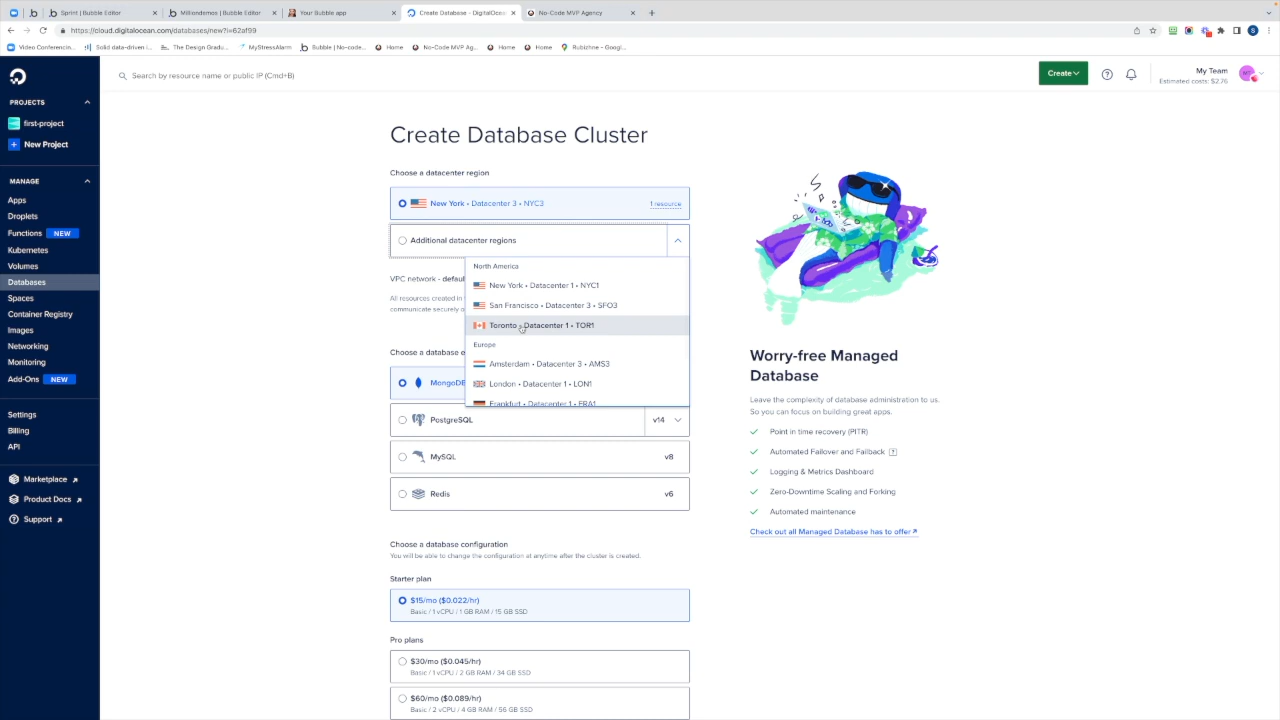 Sprint | Bubble Editor
Milliondsmos | Bubble Editor
Your Bubble app
Create Database - DigitalOcean
No-Code MVP Agency
https://cloud.digitalocean.com/databases/new?i=62af99
Video Conferencin...
Solid data-driven i...
The Design Gradu...
MyStressAlarm
Bubble | No-code...
Home
No-Code MVP Ag...
Home
Home
Rubizhne - Googl...
Search by resource name or public IP (Cmd+B)
Create
My Team
Estimated costs: $2.76
PROJECTS
first-project
New Project
MANAGE
Apps
Droplets
Functions NEW
Kubernetes
Volumes
Databases
Spaces
Container Registry
Images
Networking
Monitoring
Add-Ons NEW
Settings
Billing
API
Marketplace
Product Docs
Support
Create Database Cluster
Choose a datacenter region
New York • Datacenter 3 • NYC3
1 resource
Additional datacenter regions
North America
New York • Datacenter 1 • NYC1
San Francisco • Datacenter 3 • SFO3
Toronto • Datacenter 1 • TOR1
Europe
Amsterdam • Datacenter 3 • AMS3
London • Datacenter 1 • LON1
Frankfurt • Datacenter 1 • FRA1
VPC network - defaul
All resources created in
communicate securely o
Choose a database e
MongoDB
PostgreSQL v14
MySQL v8
Redis v6
Choose a database configuration
You will be able to change the configuration at anytime after the cluster is created.
Starter plan
$15/mo ($0.022/hr)
Basic / 1 vCPU / 1 GB RAM / 15 GB SSD
Pro plans
$30/mo ($0.045/hr)
Basic / 1 vCPU / 2 GB RAM / 34 GB SSD
$60/mo ($0.089/hr)
Basic / 2 vCPU / 4 GB RAM / 56 GB SSD
Worry-free Managed
Database
Leave the complexity of database administration to us.
So you can focus on building great apps.
Point in time recovery (PITR)
Automated Failover and Failback ?
Logging & Metrics Dashboard
Zero-Downtime Scaling and Forking
Automated maintenance
Check out all Managed Database has to offer